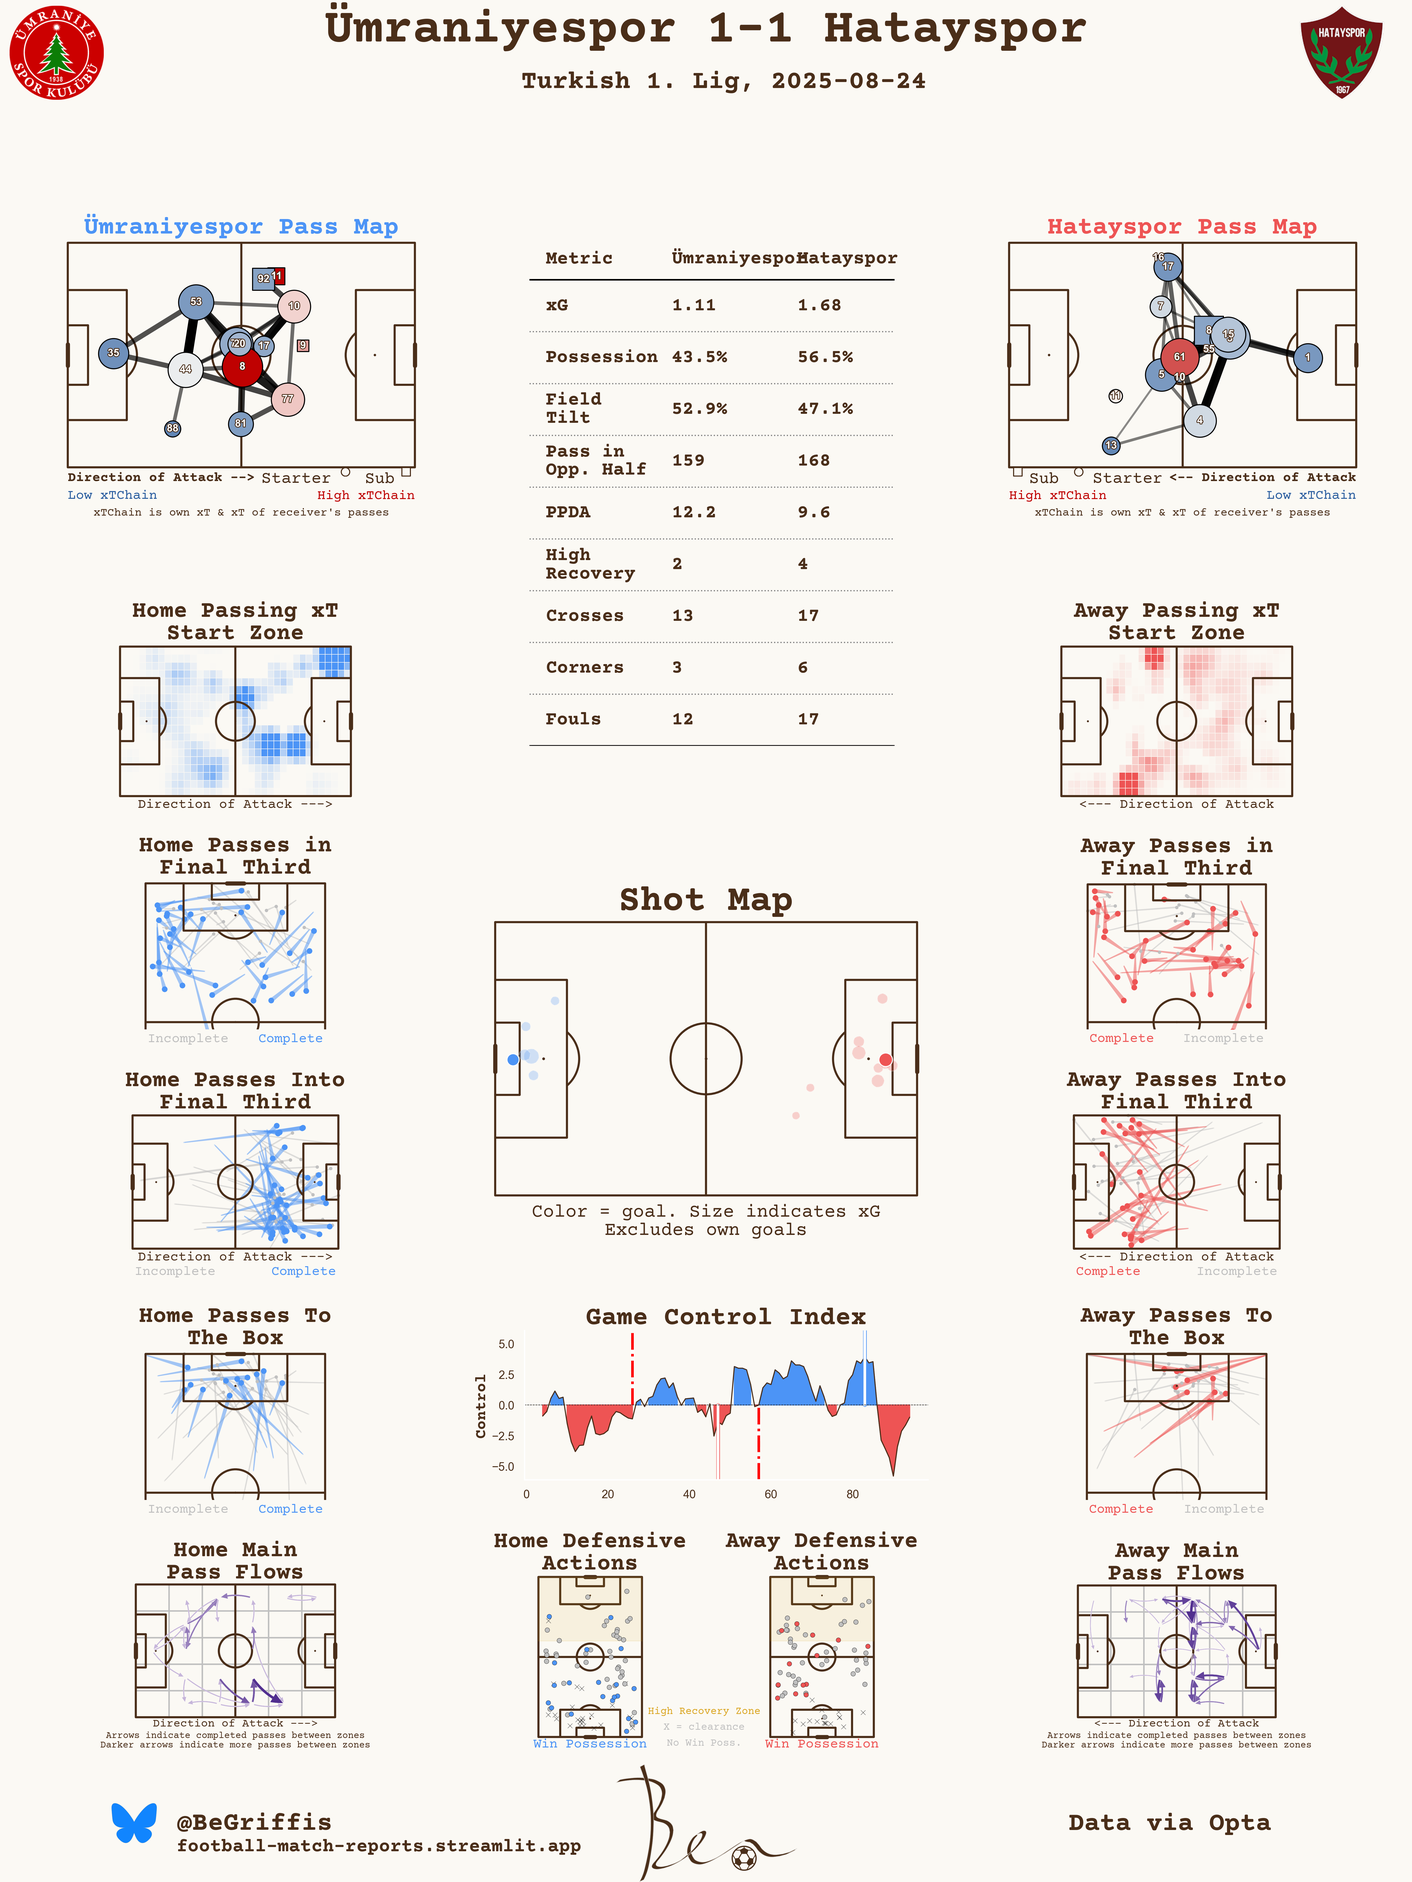 Ümraniyespor 1-1 Hatayspor
Turkish 1. Lig, 2025-08-24
ÜMRANİYE
1938
SPOR KULÜBÜ
HATAYSPOR
1967
Ümraniyespor Pass Map
92
11
53
10
20
17
9
35
44
8
77
88
81
Direction of Attack --> Starter Sub
Low xTChain High xTChain
xTChain is own xT & xT of receiver's passes
Metric Ümraniyespor Hatayspor
xG 1.11 1.68
Possession 43.5% 56.5%
Field
Tilt 52.9% 47.1%
Pass in
Opp. Half 159 168
PPDA 12.2 9.6
High
Recovery 2 4
Crosses 13 17
Corners 3 6
Fouls 12 17
Hatayspor Pass Map
16
17
7
8
15
55
61
1
5
10
11
4
13
Sub Starter <-- Direction of Attack
High xTChain Low xTChain
xTChain is own xT & xT of receiver's passes
Home Passing xT
Start Zone
Direction of Attack --->
Away Passing xT
Start Zone
<--- Direction of Attack
Home Passes in
Final Third
Incomplete Complete
Shot Map
Color = goal. Size indicates xG
Excludes own goals
Away Passes in
Final Third
Complete Incomplete
Home Passes Into
Final Third
Direction of Attack --->
Incomplete Complete
Away Passes Into
Final Third
<--- Direction of Attack
Complete Incomplete
Home Passes To
The Box
Incomplete Complete
Game Control Index
Control
5.0
2.5
0.0
−2.5
−5.0
0 20 40 60 80
Away Passes To
The Box
Complete Incomplete
Home Main
Pass Flows
Direction of Attack --->
Arrows indicate completed passes between zones
Darker arrows indicate more passes between zones
Home Defensive
Actions
Win Possession
High Recovery Zone
X = clearance
No Win Poss.
Away Defensive
Actions
Win Possession
Away Main
Pass Flows
<--- Direction of Attack
Arrows indicate completed passes between zones
Darker arrows indicate more passes between zones
@BeGriffis
football-match-reports.streamlit.app
Ben
Data via Opta